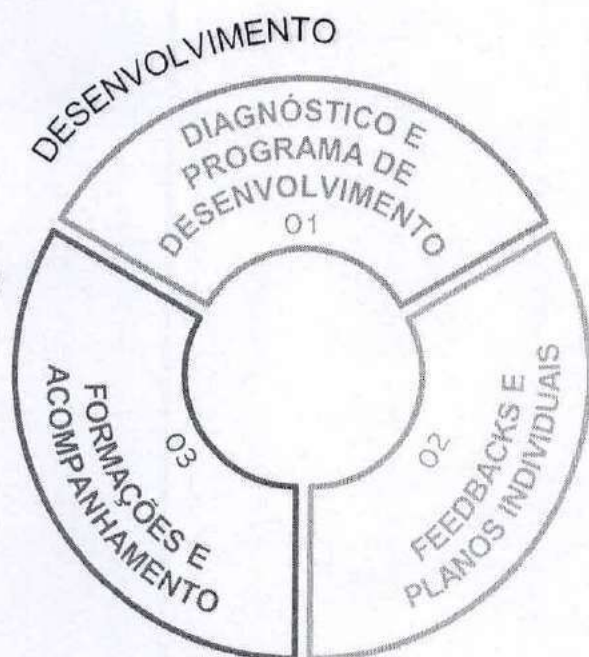 DESENVOLVIMENTO
DIAGNÓSTICO E
PROGRAMA DE
DESENVOLVIMENTO
01
FEEDBACKS E
PLANOS INDIVIDUAIS
02
FORMAÇÕES E
ACOMPANHAMENTO
03